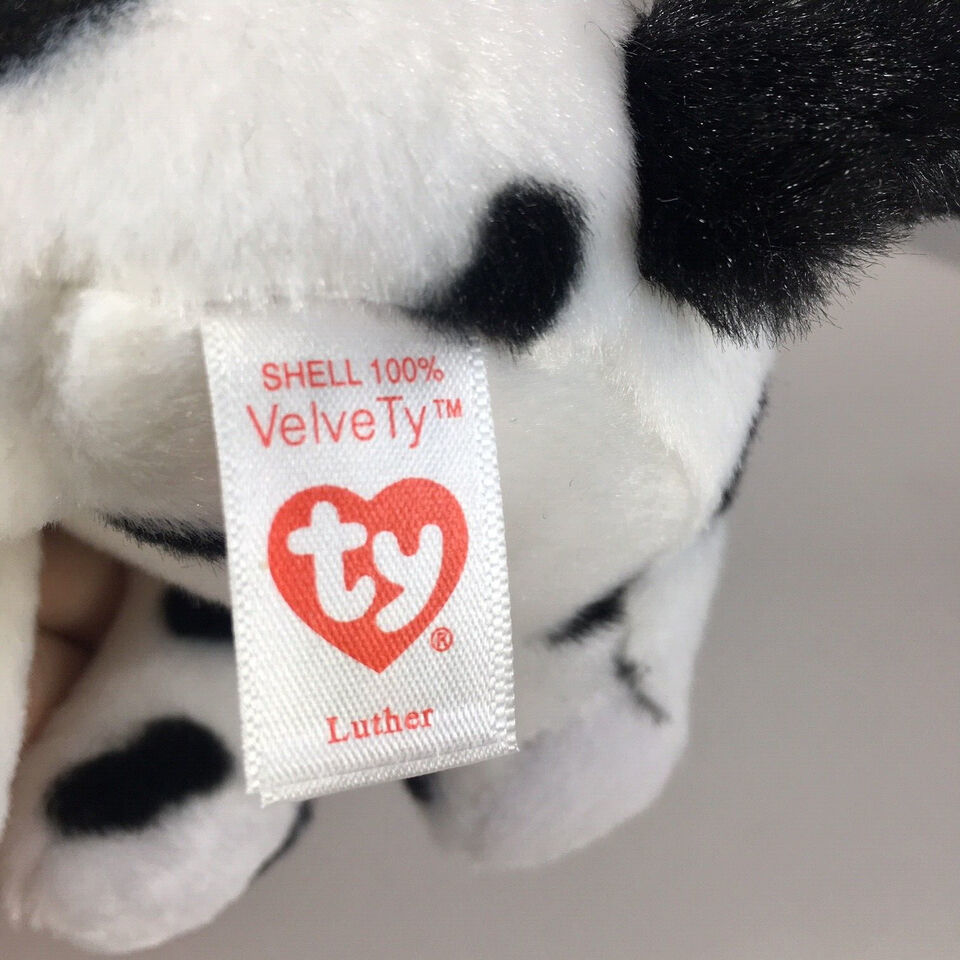 SHELL 100%
VelveTy™
ty
®
Luther